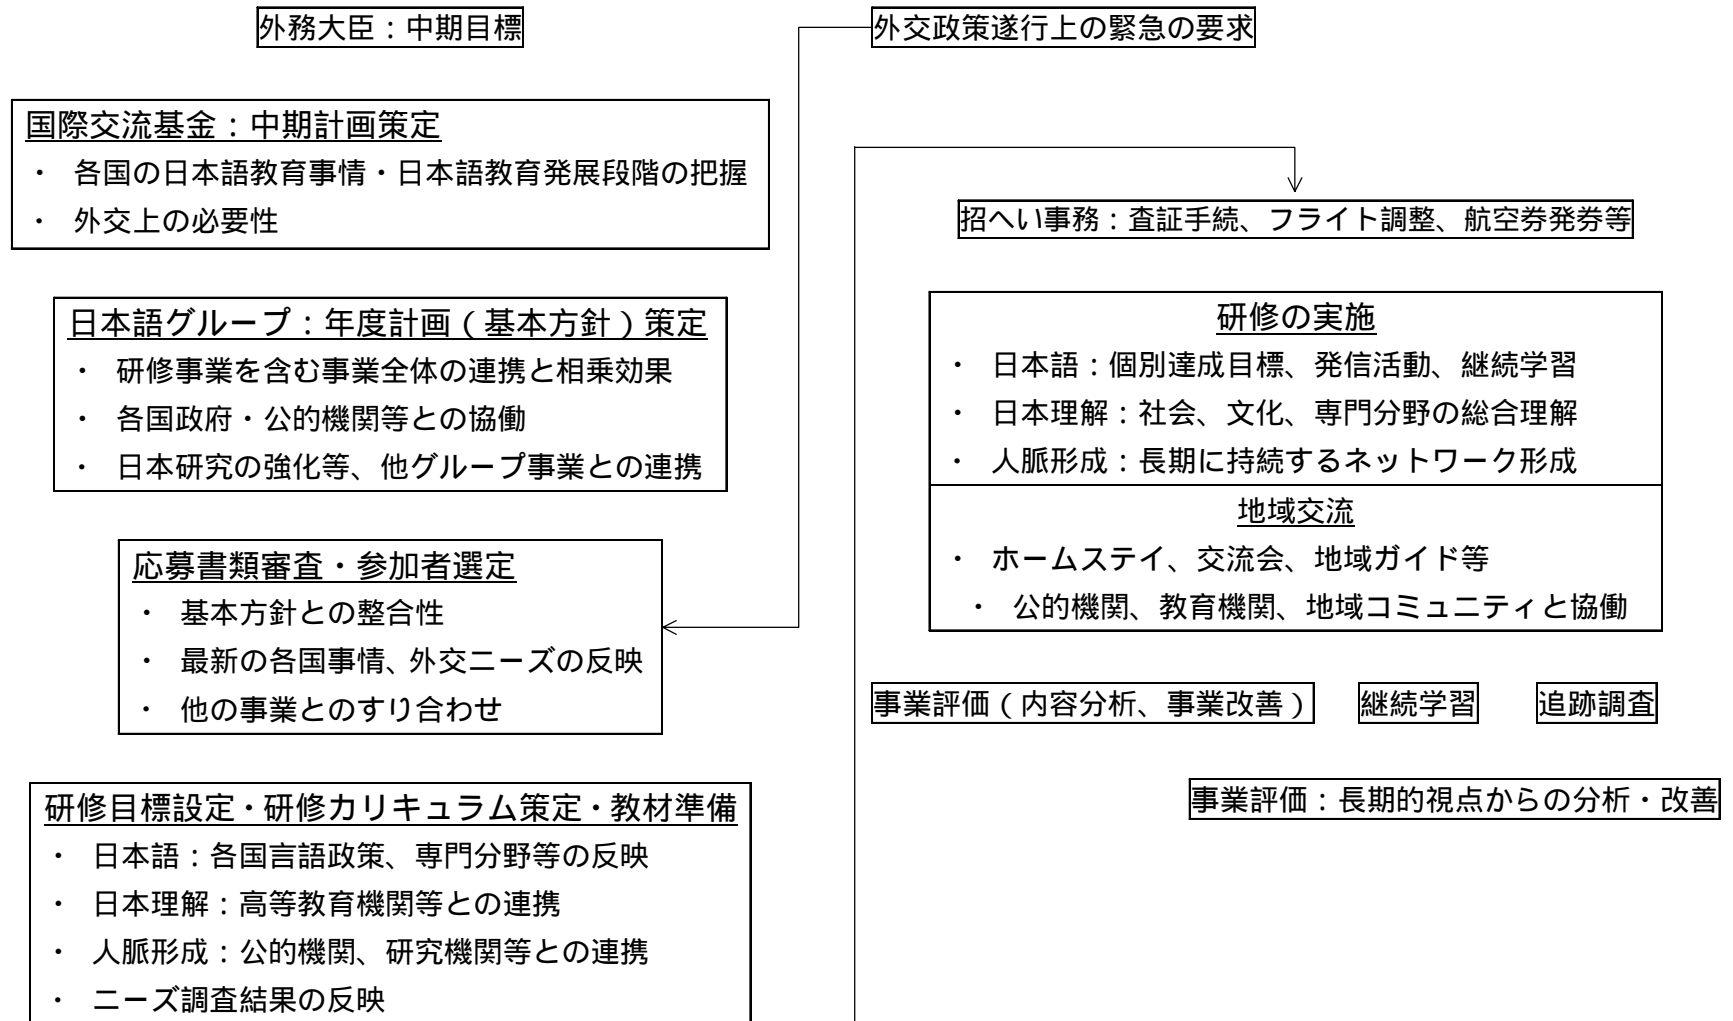 外務大臣：中期目標
外交政策遂行上の緊急の要求
国際交流基金：中期計画策定
・ 各国の日本語教育事情・日本語教育発展段階の把握
・ 外交上の必要性
日本語グループ：年度計画（基本方針）策定
・ 研修事業を含む事業全体の連携と相乗効果
・ 各国政府・公的機関等との協働
・ 日本研究の強化等、他グループ事業との連携
応募書類審査・参加者選定
・ 基本方針との整合性
・ 最新の各国事情、外交ニーズの反映
・ 他の事業とのすり合わせ
研修目標設定・研修カリキュラム策定・教材準備
・ 日本語：各国言語政策、専門分野等の反映
・ 日本理解：高等教育機関等との連携
・ 人脈形成：公的機関、研究機関等との連携
・ ニーズ調査結果の反映
招へい事務：査証手続、フライト調整、航空券発券等
研修の実施
・ 日本語：個別達成目標、発信活動、継続学習
・ 日本理解：社会、文化、専門分野の総合理解
・ 人脈形成：長期に持続するネットワーク形成
地域交流
・ ホームステイ、交流会、地域ガイド等
・ 公的機関、教育機関、地域コミュニティと協働
事業評価（内容分析、事業改善）
継続学習
追跡調査
事業評価：長期的視点からの分析・改善